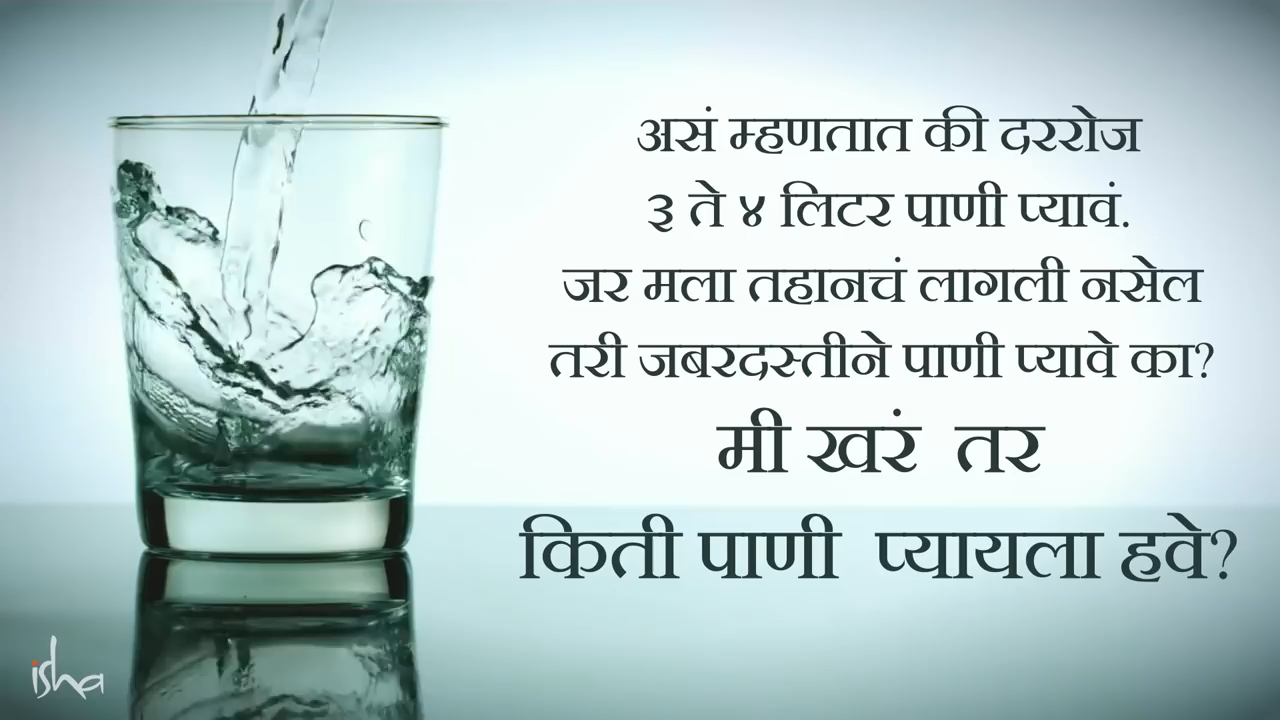 असं म्हणतात की दररोज
३ ते ४ लिटर पाणी प्यावं.
जर मला तहानचं लागली नसेल
तरी जबरदस्तीने पाणी प्यावे का?
मी खरं तर
किती पाणी प्यायला हवे?
isha